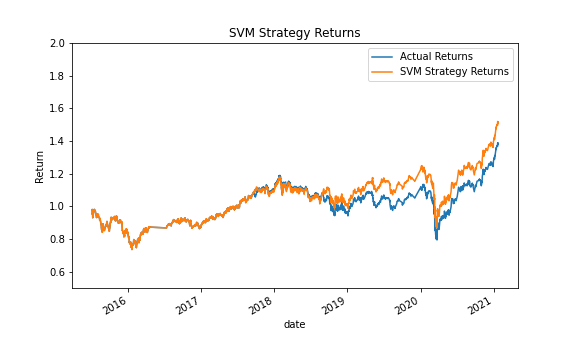 SVM Strategy Returns
Actual Returns
SVM Strategy Returns
Return
2.0
1.8
1.6
1.4
1.2
1.0
0.8
0.6
2016
2017
2018
2019
2020
2021
date